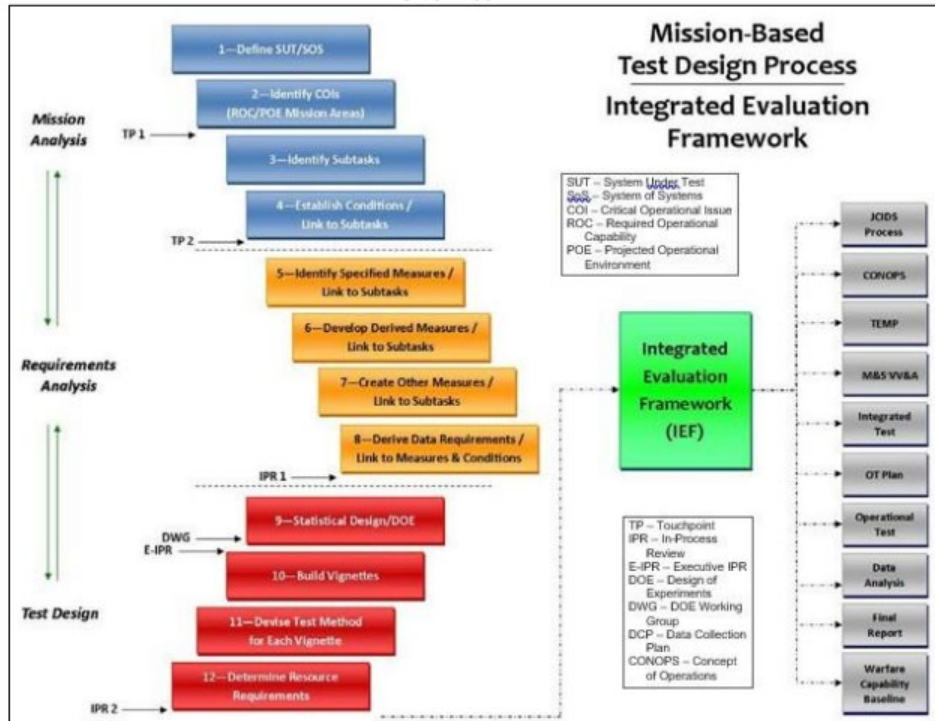 Mission-Based
Test Design Process
Integrated Evaluation
Framework
Mission
Analysis
Requirements
Analysis
Test Design
1—Define SUT/SOS
2—Identify COIs
(ROC/POE Mission Areas)
TP 1
3—Identify Subtasks
4—Establish Conditions /
Link to Subtasks
TP 2
5—Identify Specified Measures /
Link to Subtasks
6—Develop Derived Measures /
Link to Subtasks
7—Create Other Measures /
Link to Subtasks
8—Derive Data Requirements /
Link to Measures & Conditions
IPR 1
9—Statistical Design/DOE
DWG
E-IPR
10—Build Vignettes
11—Devise Test Method
for Each Vignette
12—Determine Resource
Requirements
IPR 2
SUT – System Under Test
SoS – System of Systems
COI – Critical Operational Issue
ROC – Required Operational
Capability
POE – Projected Operational
Environment
Integrated
Evaluation
Framework
(IEF)
TP – Touchpoint
IPR – In-Process
Review
E-IPR – Executive IPR
DOE – Design of
Experiments
DWG – DOE Working
Group
DCP – Data Collection
Plan
CONOPS – Concept
of Operations
JCIDS
Process
CONOPS
TEMP
M&S VV&A
Integrated
Test
OT Plan
Operational
Test
Data
Analysis
Final
Report
Warfare
Capability
Baseline